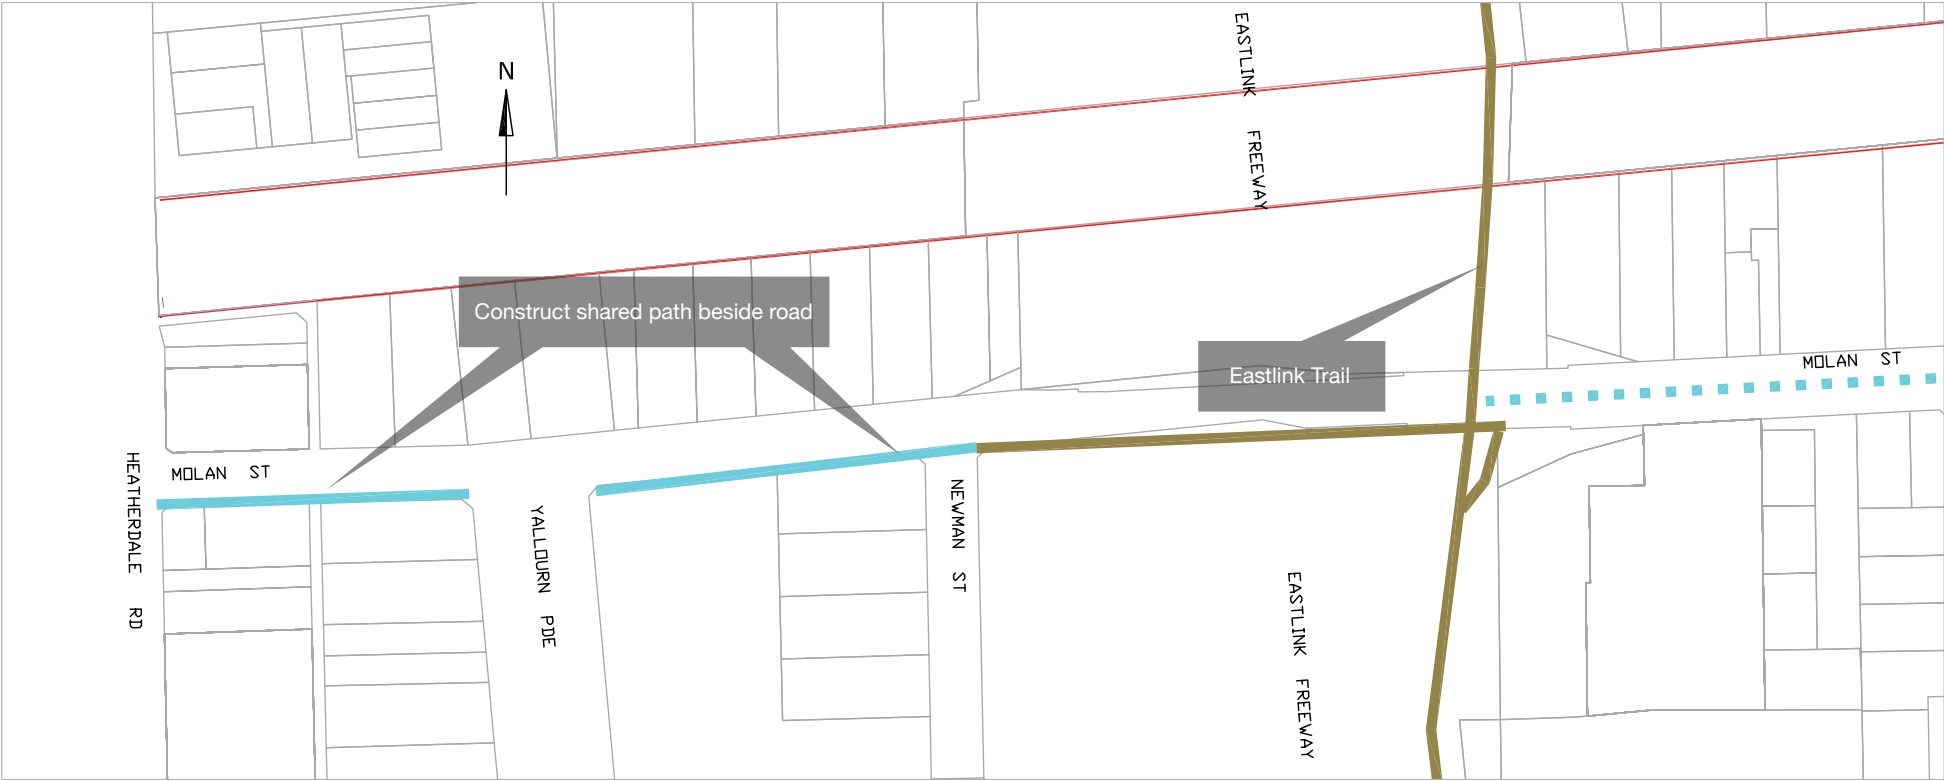 N
EASTLINK FREEWAY
Construct shared path beside road
Eastlink Trail
MOLAN ST
MOLAN ST
HEATHERDALE RD
YALLOURN PDE
NEWMAN ST
EASTLINK FREEWAY